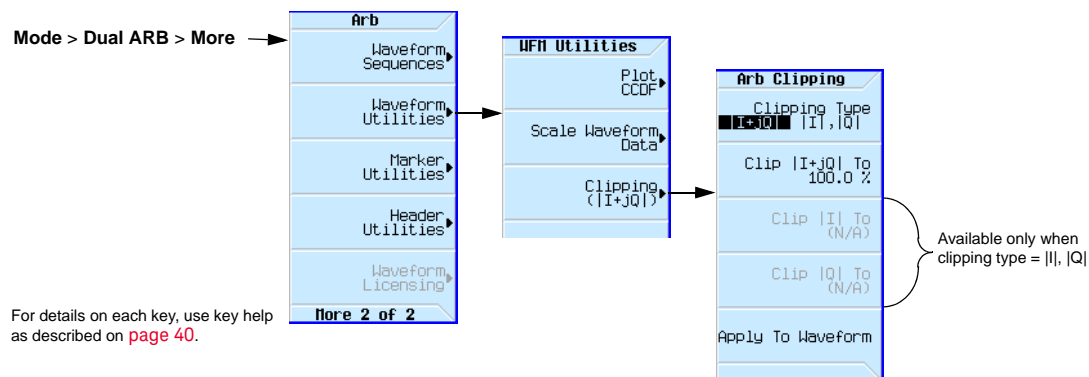 Mode > Dual ARB > More
Arb
Waveform
Sequences
Waveform
Utilities
Marker
Utilities
Header
Utilities
Waveform
Licensing
More 2 of 2
WFM Utilities
Plot
CCDF
Scale Waveform
Data
Clipping
(|I+jQ|)
Arb Clipping
Clipping Type
|I+jQ| |I|,|Q|
Clip |I+jQ| To
100.0 %
Clip |I| To
(N/A)
Clip |Q| To
(N/A)
Apply To Waveform
Available only when
clipping type = |I|, |Q|
For details on each key, use key help
as described on page 40.